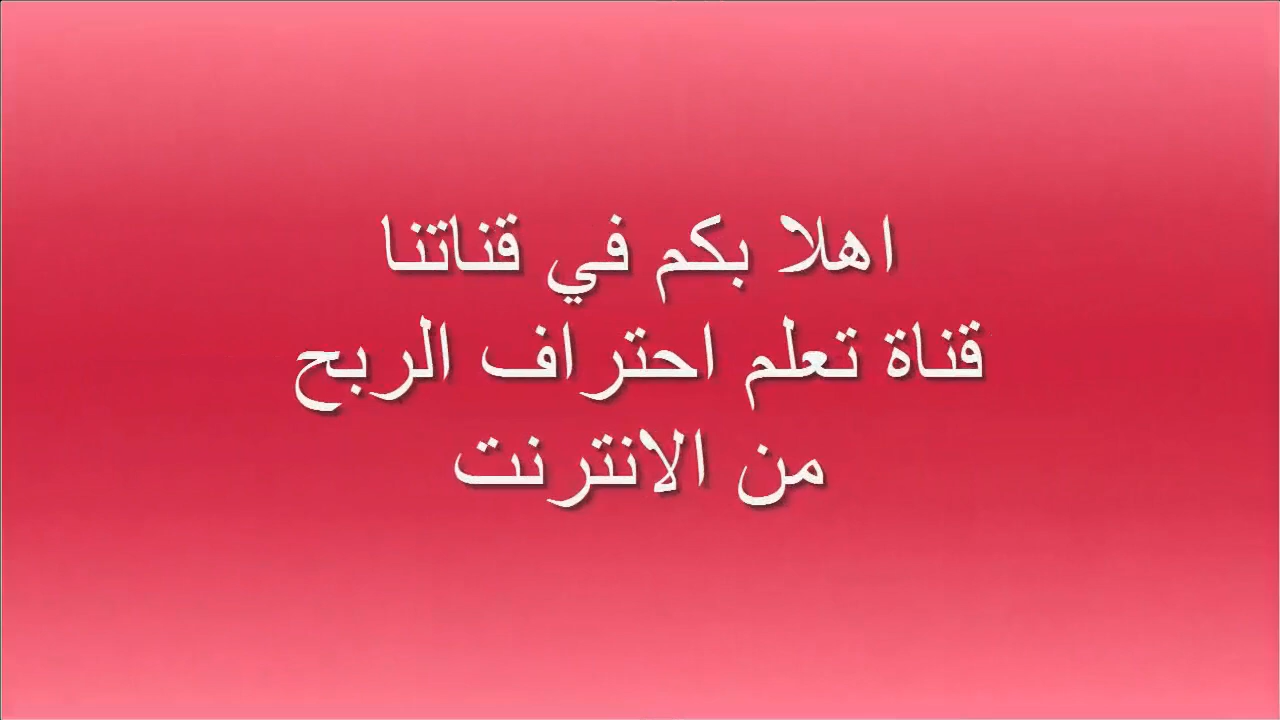 اهلا بكم في قناتنا
قناة تعلم احتراف الربح
من الانترنت